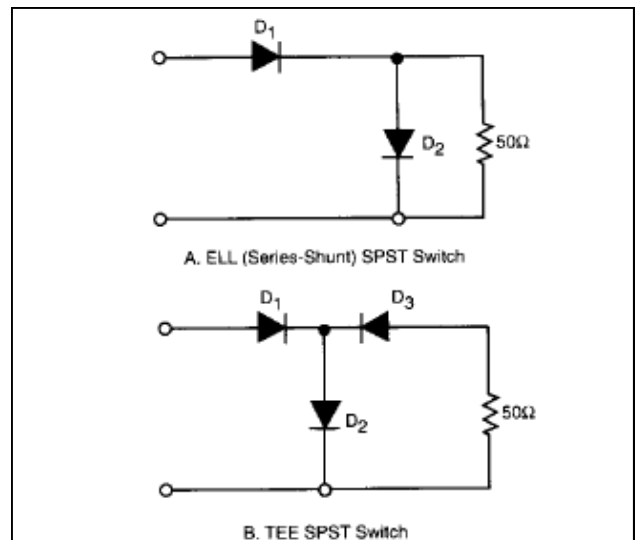 D1
D2
50Ω
A. ELL (Series-Shunt) SPST Switch
D1
D3
D2
50Ω
B. TEE SPST Switch